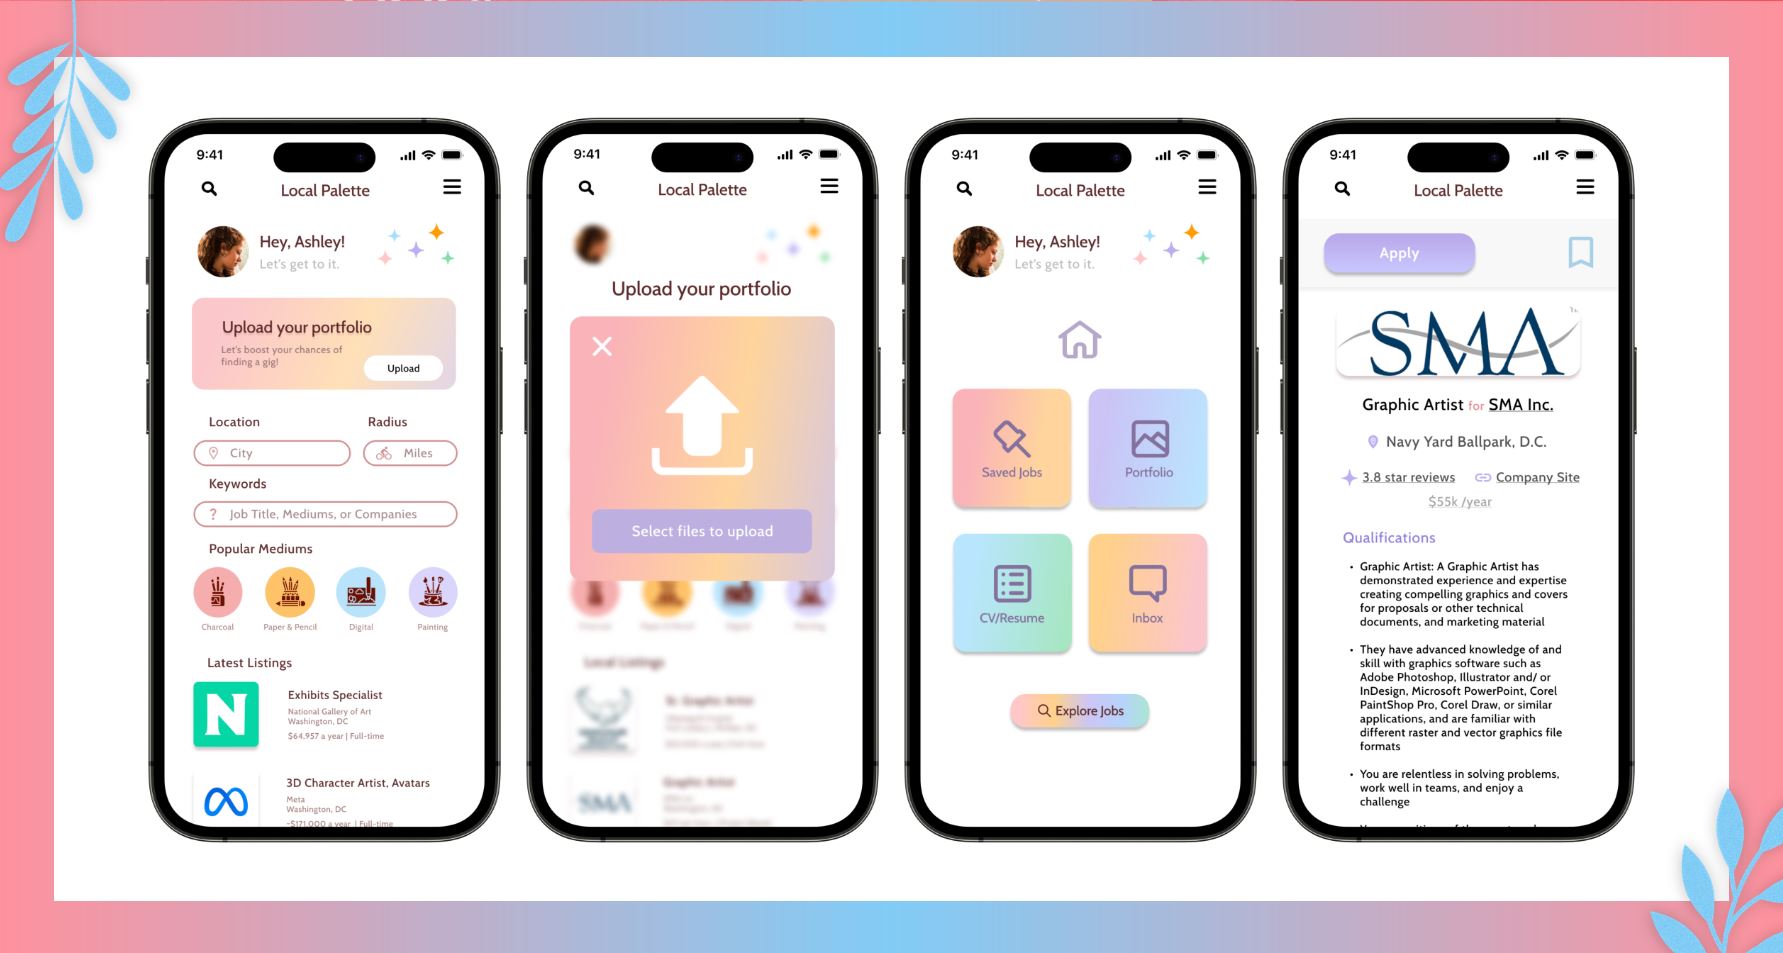 9:41
Local Palette
Hey, Ashley!
Let's get to it.
Upload your portfolio
Let's boost your chances of
finding a gig!
Upload
Location
Radius
City
Miles
Keywords
? Job Title, Mediums, or Companies
Popular Mediums
Charcoal
Paper & Pencil
Digital
Painting
Latest Listings
N
Exhibits Specialist
National Gallery of Art
Washington, DC
$64,957 a year | Full-time
3D Character Artist, Avatars
Meta
Washington, DC
~$171,000 a year | Full-time
9:41
Local Palette
Upload your portfolio
Select files to upload
Local Listings
Sr. Graphic Artist
Graphic Artist
SMA
9:41
Local Palette
Hey, Ashley!
Let's get to it.
Saved Jobs
Portfolio
CV/Resume
Inbox
Explore Jobs
9:41
Local Palette
Apply
SMA
Graphic Artist for SMA Inc.
Navy Yard Ballpark, D.C.
3.8 star reviews
Company Site
$55k /year
Qualifications
• Graphic Artist: A Graphic Artist has
demonstrated experience and expertise
creating compelling graphics and covers
for proposals or other technical
documents, and marketing material
• They have advanced knowledge of and
skill with graphics software such as
Adobe Photoshop, Illustrator and/ or
InDesign, Microsoft PowerPoint, Corel
PaintShop Pro, Corel Draw, or similar
applications, and are familiar with
different raster and vector graphics file
formats
• You are relentless in solving problems,
work well in teams, and enjoy a
challenge